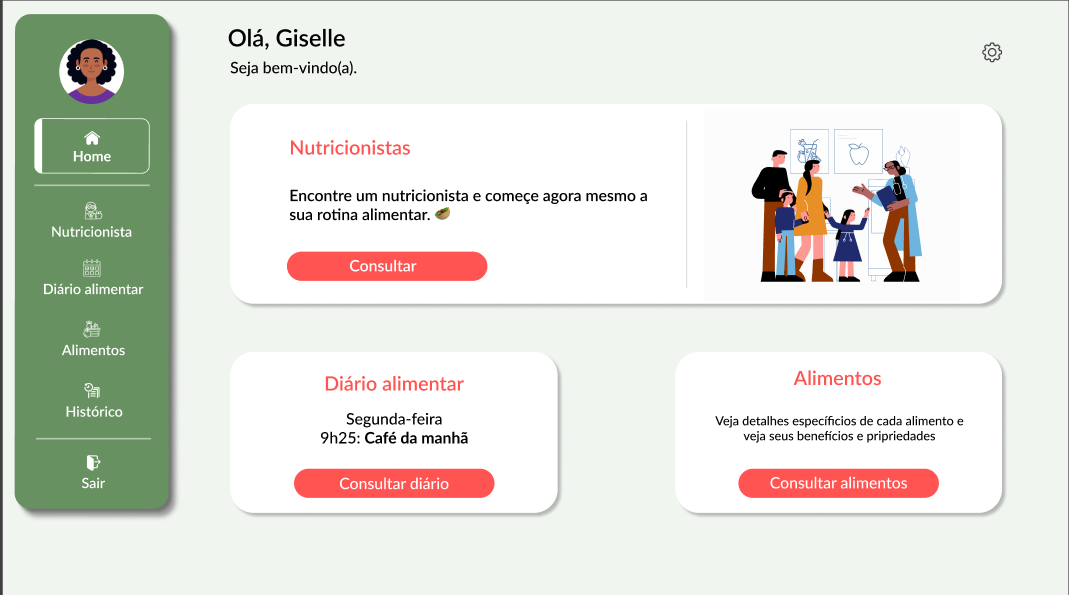 Home
Nutricionista
Diário alimentar
Alimentos
Histórico
Sair
Olá, Giselle
Seja bem-vindo(a).
Nutricionistas
Encontre um nutricionista e começe agora mesmo a
sua rotina alimentar. 🥙
Consultar
Diário alimentar
Segunda-feira
9h25: Café da manhã
Consultar diário
Alimentos
Veja detalhes específicios de cada alimento e
veja seus benefícios e pripriedades
Consultar alimentos